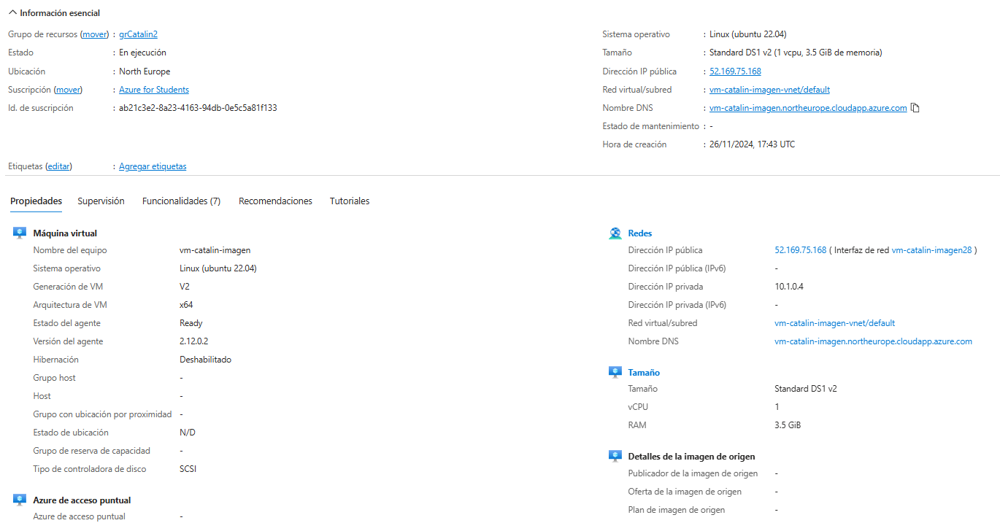 Información esencial
Grupo de recursos (mover) : grCatalin2
Estado : En ejecución
Ubicación : North Europe
Suscripción (mover) : Azure for Students
Id. de suscripción : ab21c3e2-8a23-4163-94db-0e5c5a81f133
Sistema operativo : Linux (ubuntu 22.04)
Tamaño : Standard DS1 v2 (1 vcpu, 3.5 GiB de memoria)
Dirección IP pública : 52.169.75.168
Red virtual/subred : vm-catalin-imagen-vnet/default
Nombre DNS : vm-catalin-imagen.northeurope.cloudapp.azure.com
Estado de mantenimiento : -
Hora de creación : 26/11/2024, 17:43 UTC
Etiquetas (editar) : Agregar etiquetas
Propiedades Supervisión Funcionalidades (7) Recomendaciones Tutoriales
Máquina virtual
Nombre del equipo vm-catalin-imagen
Sistema operativo Linux (ubuntu 22.04)
Generación de VM V2
Arquitectura de VM x64
Estado del agente Ready
Versión del agente 2.12.0.2
Hibernación Deshabilitado
Grupo host -
Host -
Grupo con ubicación por proximidad -
Estado de ubicación N/D
Grupo de reserva de capacidad -
Tipo de controladora de disco SCSI
Azure de acceso puntual
Azure de acceso puntual -
Redes
Dirección IP pública 52.169.75.168 ( Interfaz de red vm-catalin-imagen28 )
Dirección IP pública (IPv6) -
Dirección IP privada 10.1.0.4
Dirección IP privada (IPv6) -
Red virtual/subred vm-catalin-imagen-vnet/default
Nombre DNS vm-catalin-imagen.northeurope.cloudapp.azure.com
Tamaño
Tamaño Standard DS1 v2
vCPU 1
RAM 3.5 GiB
Detalles de la imagen de origen
Publicador de la imagen de origen -
Oferta de la imagen de origen -
Plan de imagen de origen -